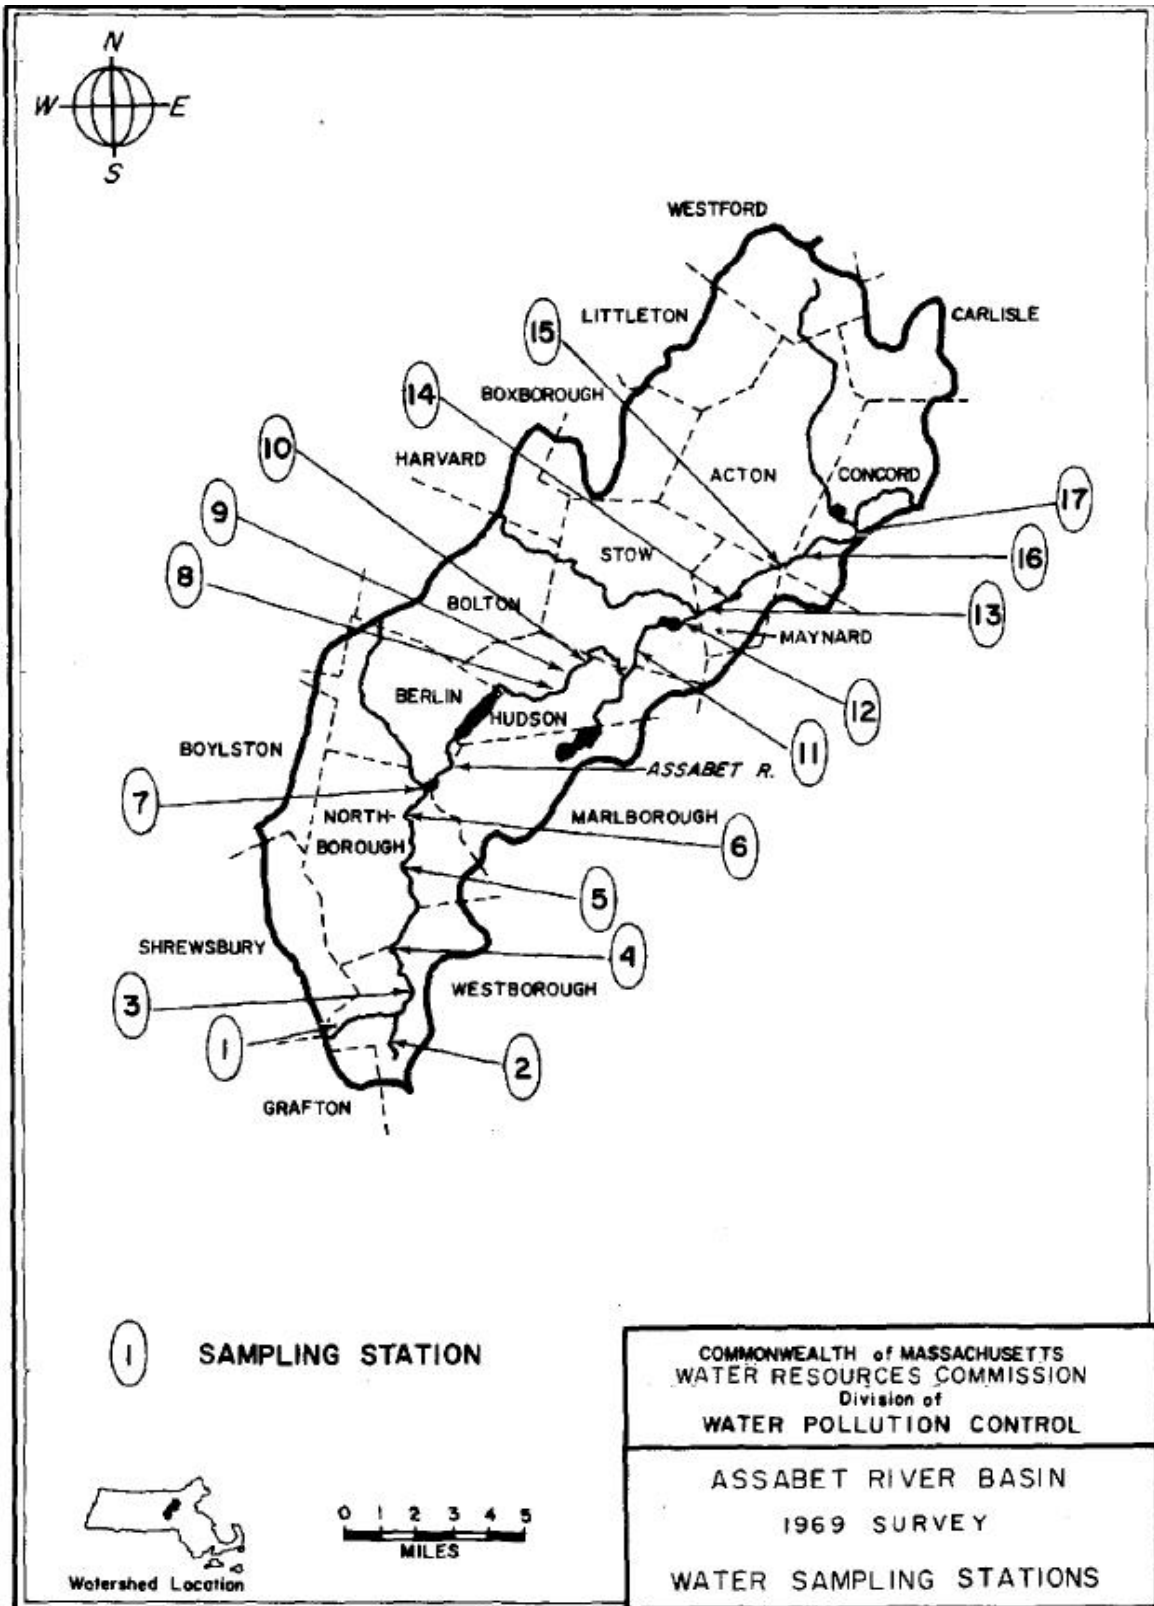 N
W E
S
WESTFORD
LITTLETON
CARLISLE
15
14
BOXBOROUGH
10
HARVARD
ACTON
CONCORD
17
9
STOW
16
8
BOLTON
13
MAYNARD
BERLIN
HUDSON
12
11
BOYLSTON
ASSABET R.
7
NORTH-
BOROUGH
MARLBOROUGH
6
5
SHREWSBURY
4
3
WESTBOROUGH
1
2
GRAFTON
1 SAMPLING STATION
COMMONWEALTH of MASSACHUSETTS
WATER RESOURCES COMMISSION
Division of
WATER POLLUTION CONTROL
ASSABET RIVER BASIN
1969 SURVEY
WATER SAMPLING STATIONS
0 1 2 3 4 5
MILES
Watershed Location